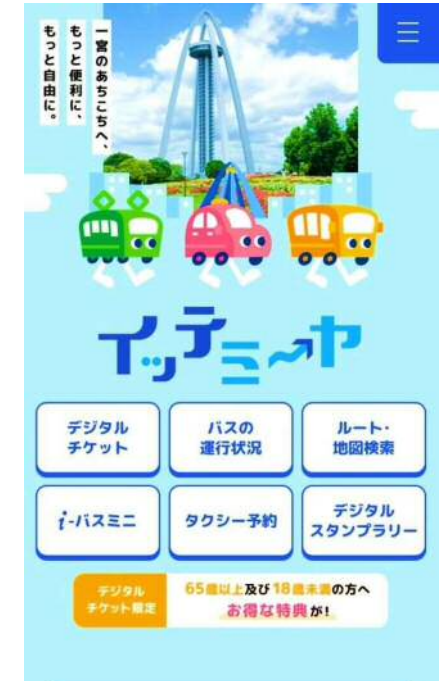 一宮のあちこちへ、
もっと便利に、
もっと自由に。
イッテミーヤ
デジタル
チケット
バスの
運行状況
ルート・
地図検索
i-バスミニ
タクシー予約
デジタル
スタンプラリー
デジタル
チケット限定
65歳以上及び18歳未満の方へ
お得な特典が!